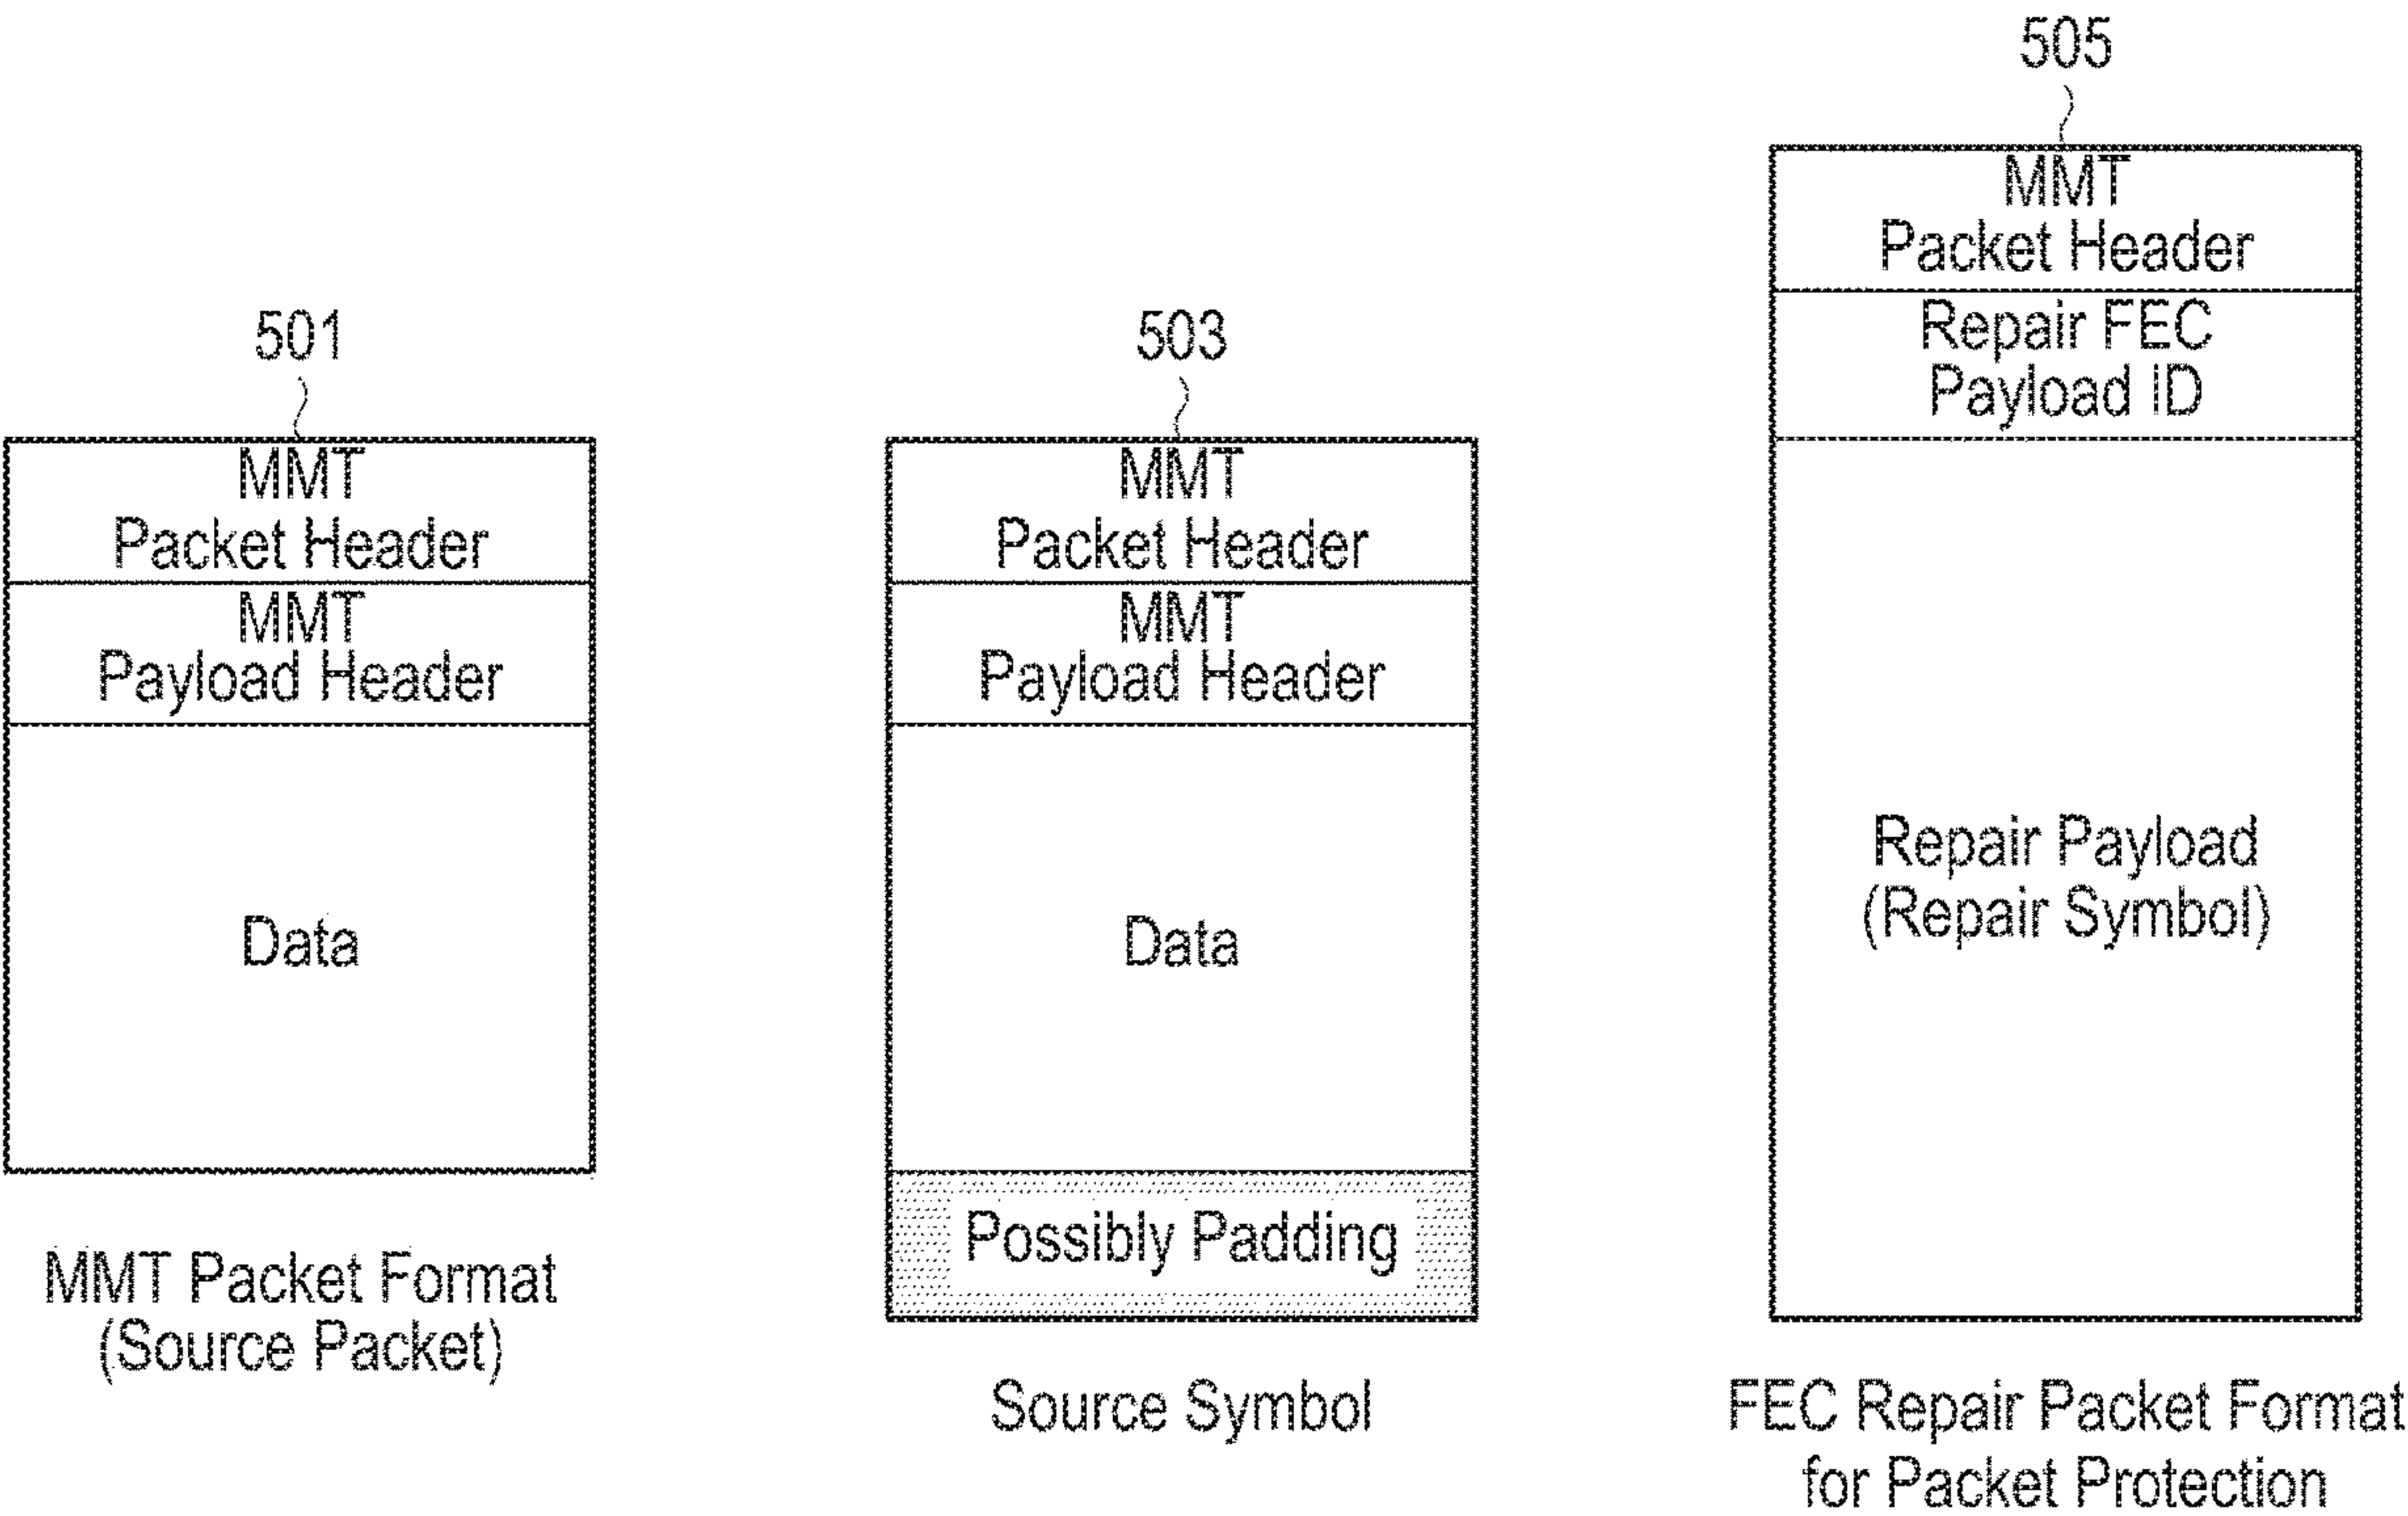 501
MMT
Packet Header
MMT
Payload Header
Data
MMT Packet Format
(Source Packet)
503
MMT
Packet Header
MMT
Payload Header
Data
Possibly Padding
Source Symbol
505
MMT
Packet Header
Repair FEC
Payload ID
Repair Payload
(Repair Symbol)
FEC Repair Packet Format
for Packet Protection